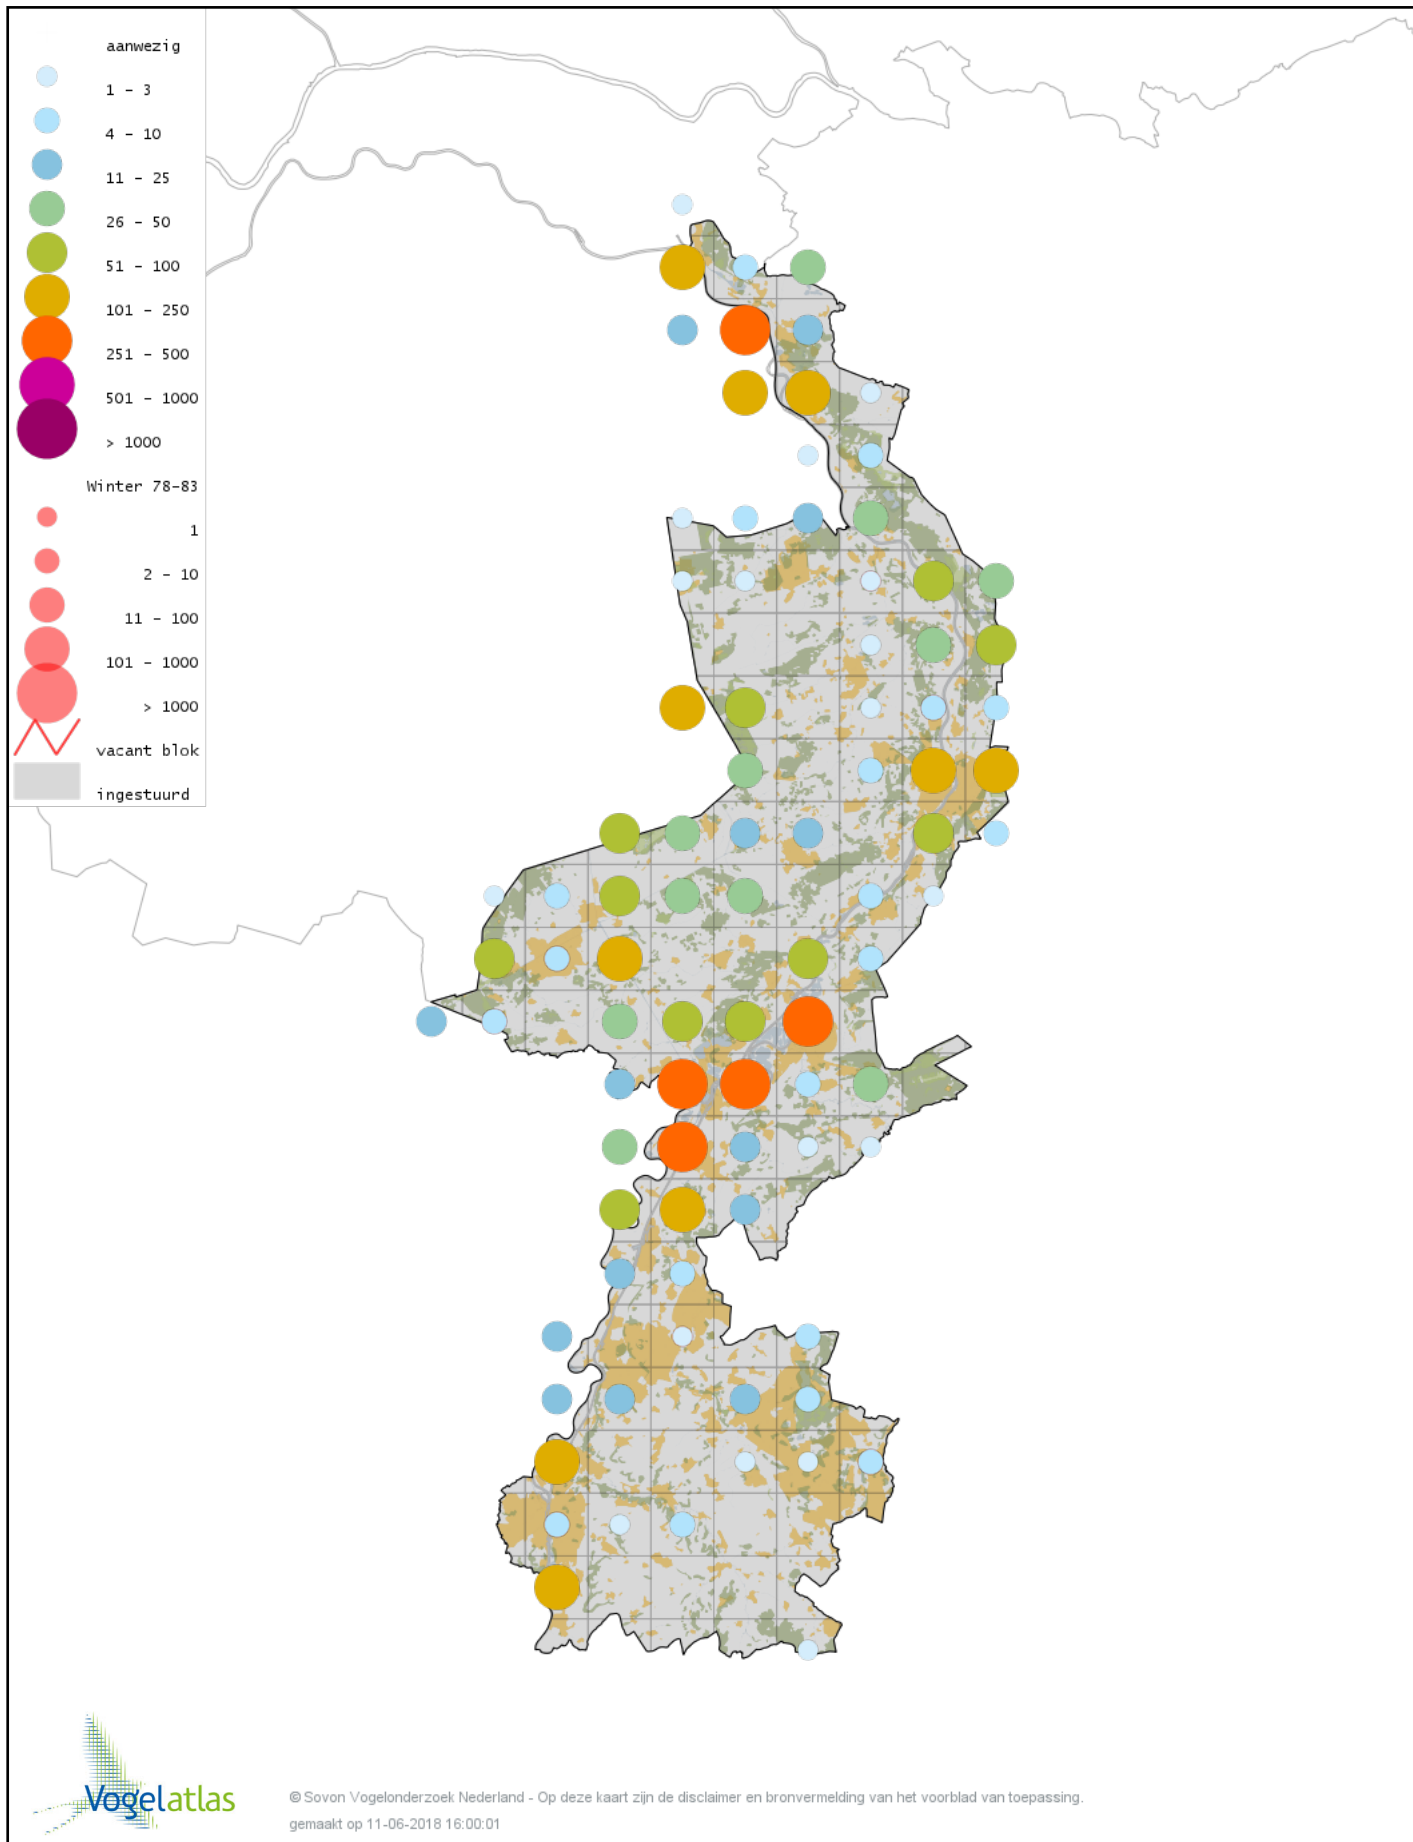 aanwezig
1 - 3
4 - 10
11 - 25
26 - 50
51 - 100
101 - 250
251 - 500
501 - 1000
> 1000
Winter 78-83
1
2 - 10
11 - 100
101 - 1000
> 1000
vacant blok
ingestuurd
Vogelatlas
© Sovon Vogelonderzoek Nederland - Op deze kaart zijn de disclaimer en bronvermelding van het voorblad van toepassing.
gemaakt op 11-06-2018 16:00:01